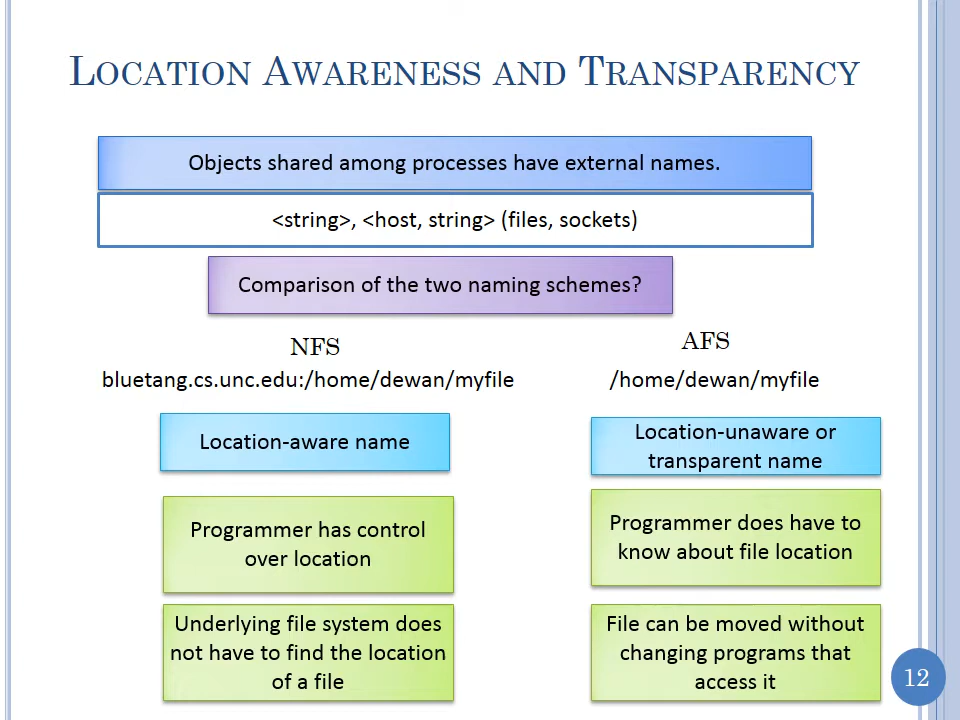 LOCATION AWARENESS AND TRANSPARENCY
Objects shared among processes have external names.
<string>, <host, string> (files, sockets)
Comparison of the two naming schemes?
NFS
bluetang.cs.unc.edu:/home/dewan/myfile
Location-aware name
Programmer has control
over location
Underlying file system does
not have to find the location
of a file
AFS
/home/dewan/myfile
Location-unaware or
transparent name
Programmer does have to
know about file location
File can be moved without
changing programs that
access it
12